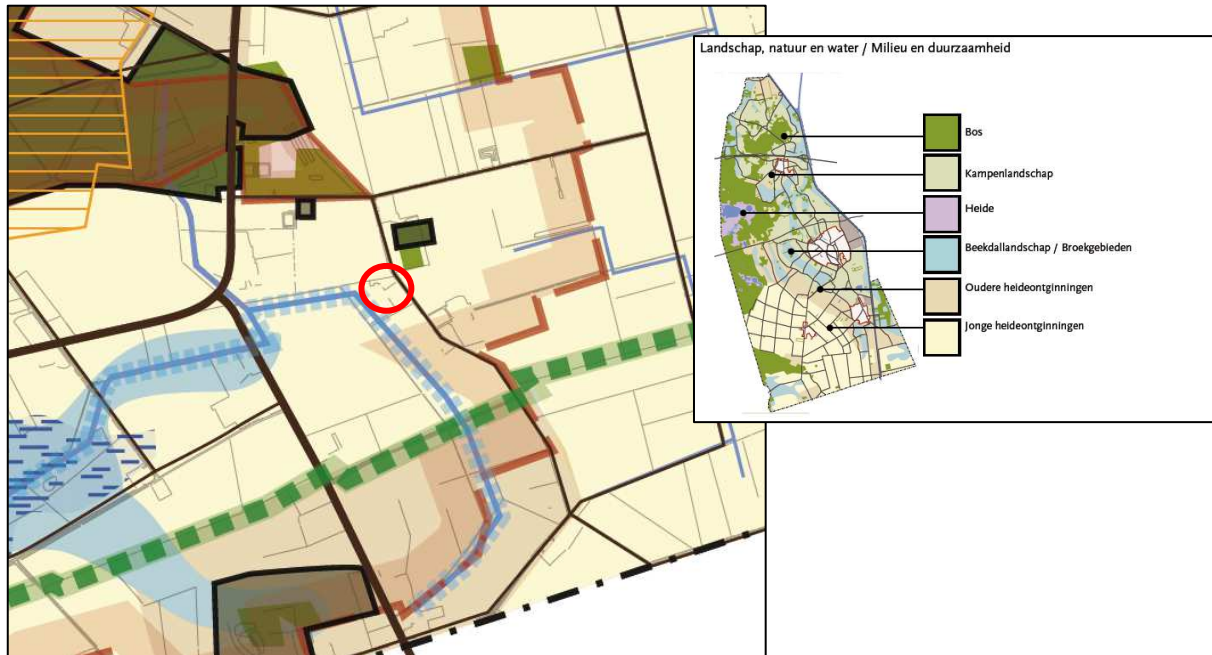 Landschap, natuur en water / Milieu en duurzaamheid
Bos
Kampenlandschap
Heide
Beekdallandschap / Broekgebieden
Oudere heideontginningen
Jonge heideontginningen